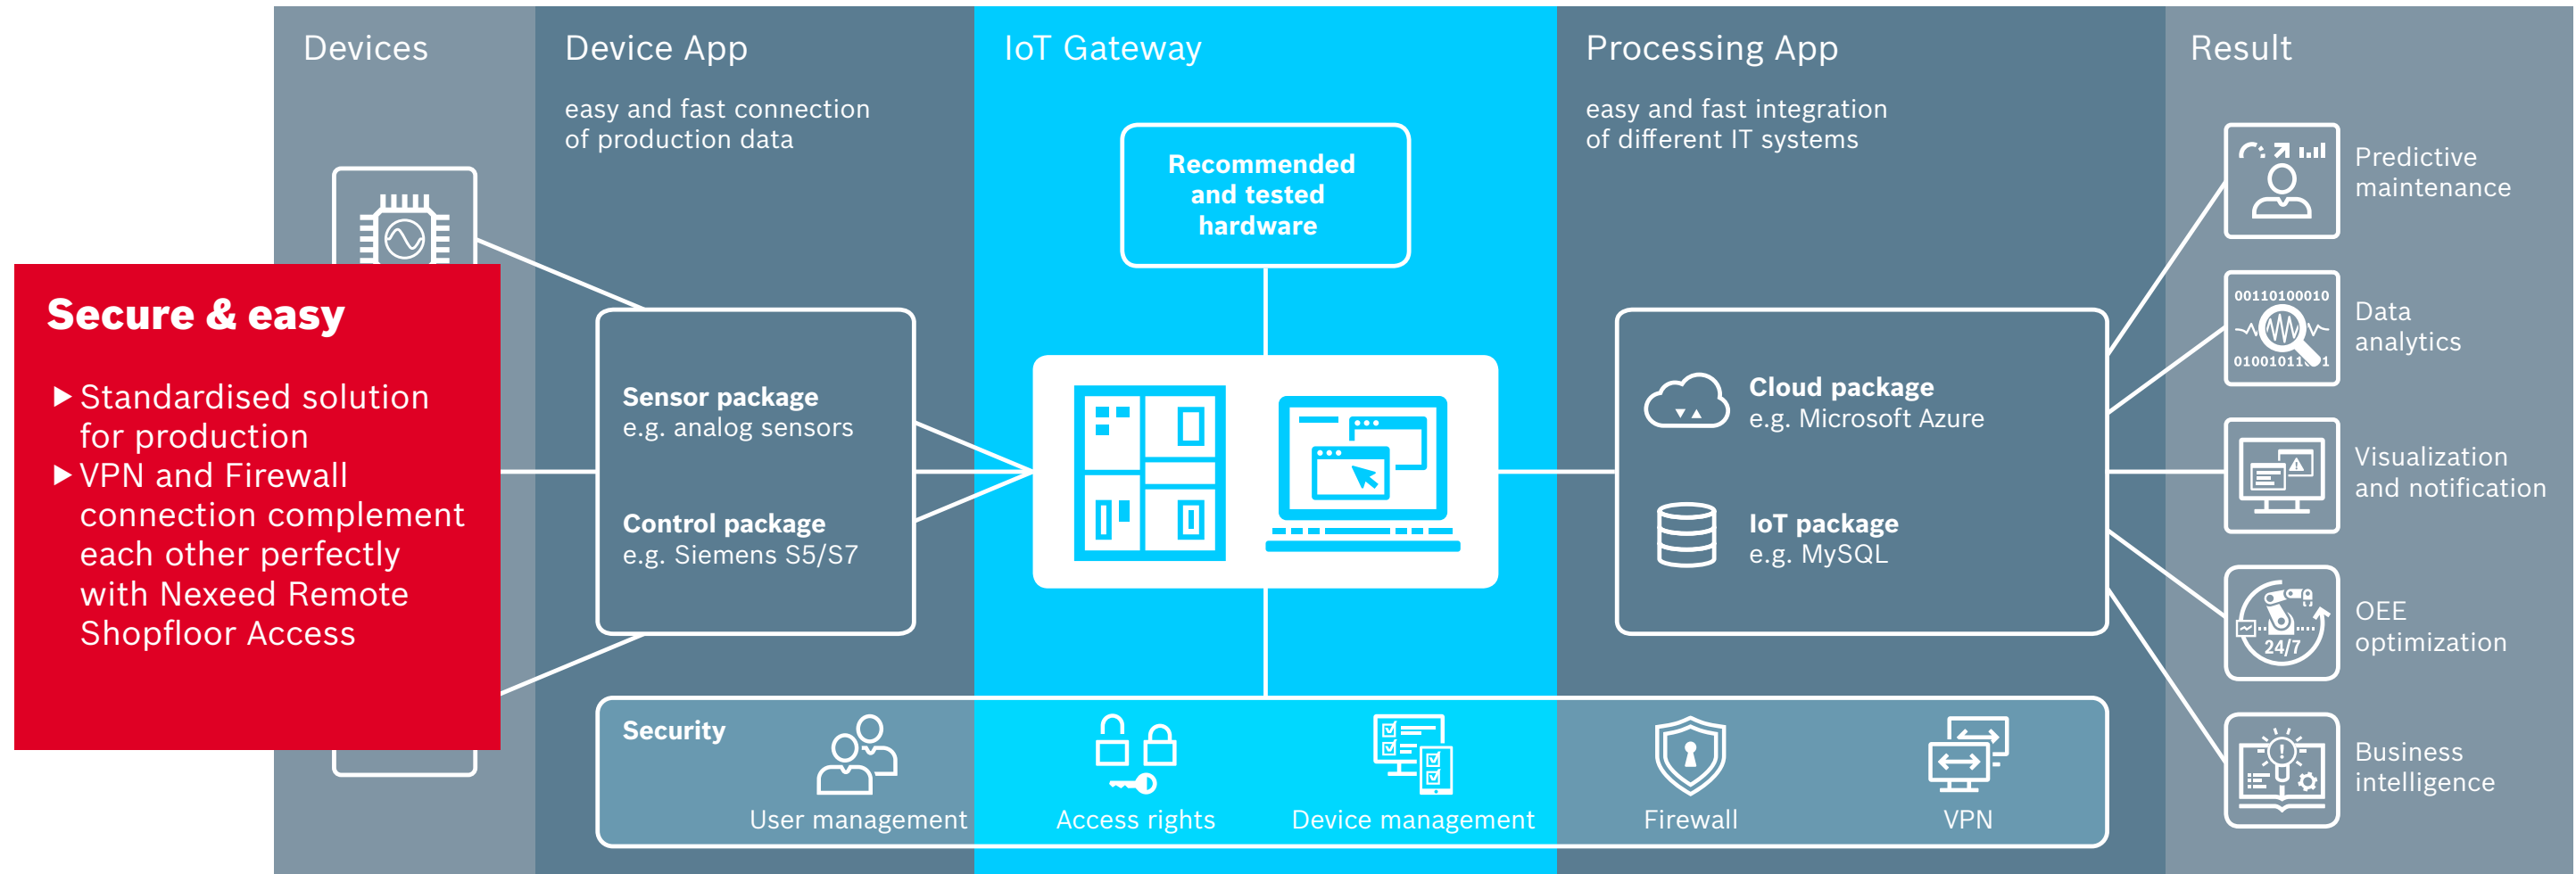 Devices
Device App
easy and fast connection
of production data
IoT Gateway
Processing App
easy and fast integration
of different IT systems
Result
Secure & easy
▶ Standardised solution
for production
▶ VPN and Firewall
connection complement
each other perfectly
with Nexeed Remote
Shopfloor Access
Sensor package
e.g. analog sensors
Control package
e.g. Siemens S5/S7
Recommended
and tested
hardware
Cloud package
e.g. Microsoft Azure
IoT package
e.g. MySQL
Predictive
maintenance
00110100010
Data
analytics
Visualization
and notification
24/7
OEE
optimization
Business
intelligence
Security
User management
Access rights
Device management
Firewall
VPN